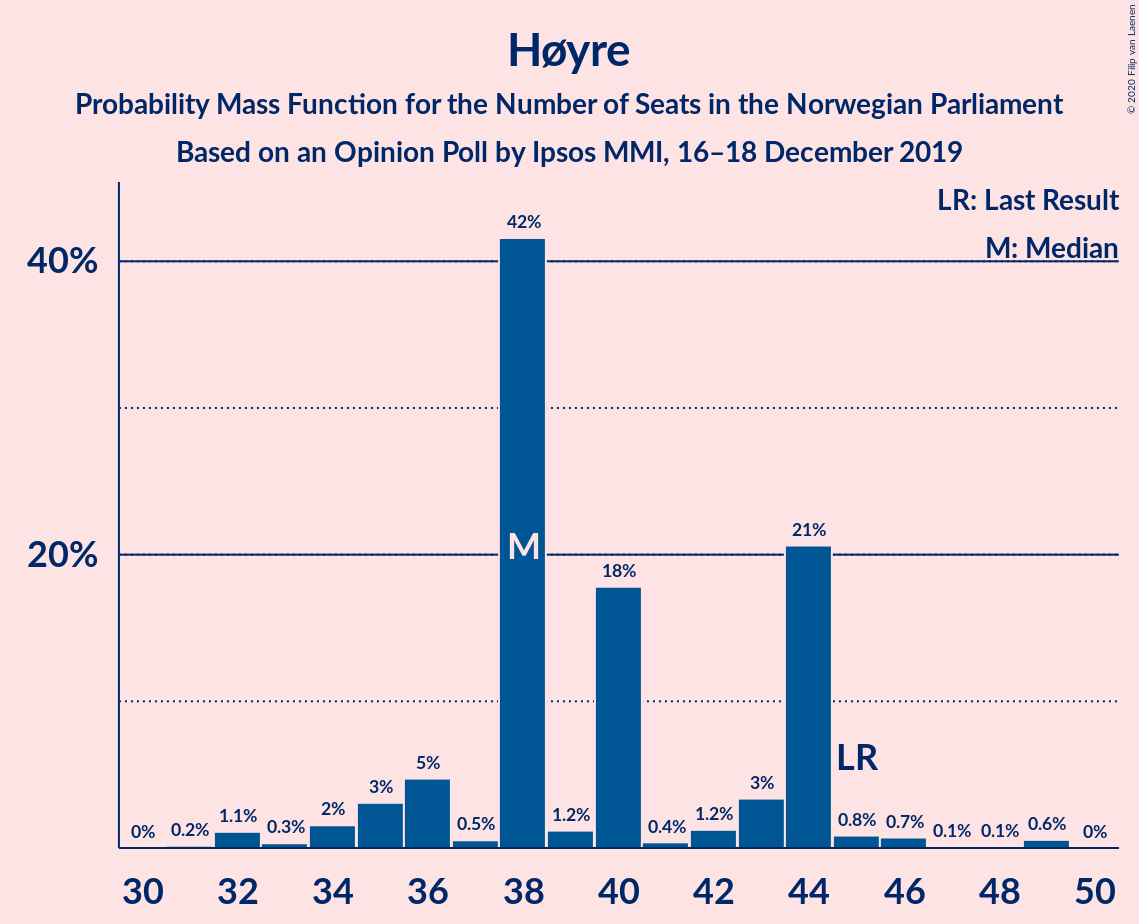 Høyre
Probability Mass Function for the Number of Seats in the Norwegian Parliament
Based on an Opinion Poll by Ipsos MMI, 16–18 December 2019
© 2020 Filip van Laenen
LR: Last Result
M: Median
40%
20%
0%
0.2%
1.1%
0.3%
2%
3%
5%
0.5%
42%
M
1.2%
18%
0.4%
1.2%
3%
21%
LR
0.8%
0.7%
0.1%
0.1%
0.6%
0%
30 32 34 36 38 40 42 44 46 48 50